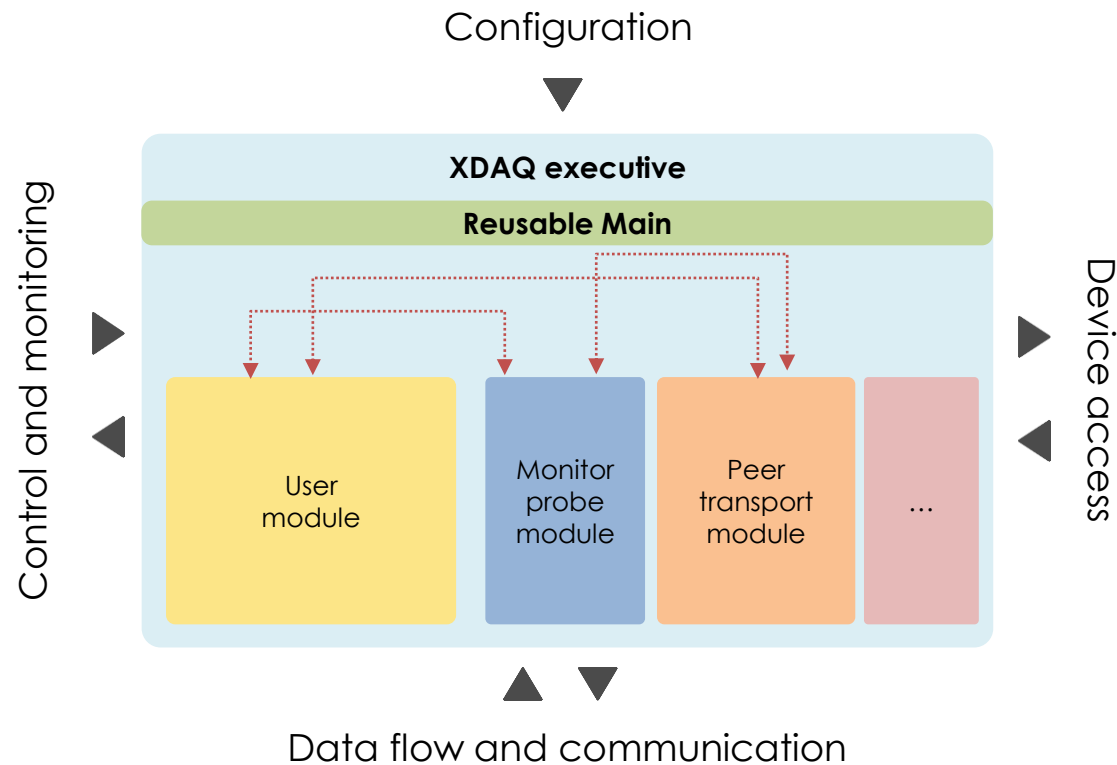 Configuration
XDAQ executive
Reusable Main
Control and monitoring
Device access
User
module
Monitor
probe
module
Peer
transport
module
...
Data flow and communication